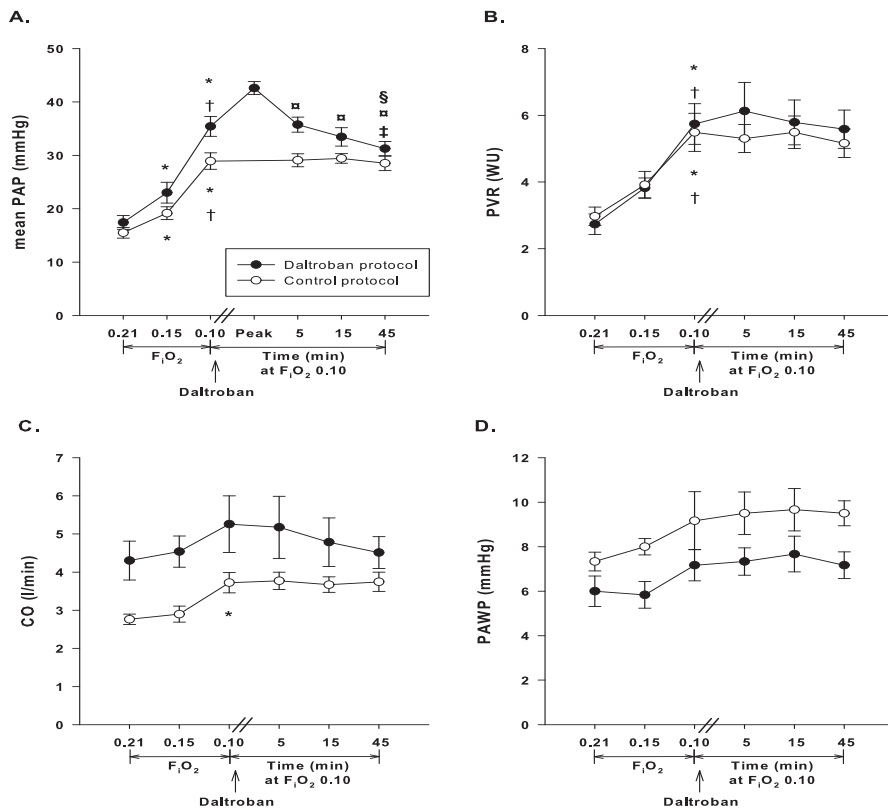 A.
mean PAP (mmHg)
50
40
30
20
10
0
*
†
*
*
†
*
¤
¤
§
¤
‡
Daltroban protocol
Control protocol
0.21 0.15 0.10 Peak 5 15 45
FiO2 Time (min)
at FiO2 0.10
Daltroban
B.
PVR (WU)
8
6
4
2
0
*
†
*
†
0.21 0.15 0.10 5 15 45
FiO2 Time (min)
at FiO2 0.10
Daltroban
C.
CO (l/min)
7
6
5
4
3
2
1
0
*
0.21 0.15 0.10 5 15 45
FiO2 Time (min)
at FiO2 0.10
Daltroban
D.
PAWP (mmHg)
12
10
8
6
4
2
0
0.21 0.15 0.10 5 15 45
FiO2 Time (min)
at FiO2 0.10
Daltroban